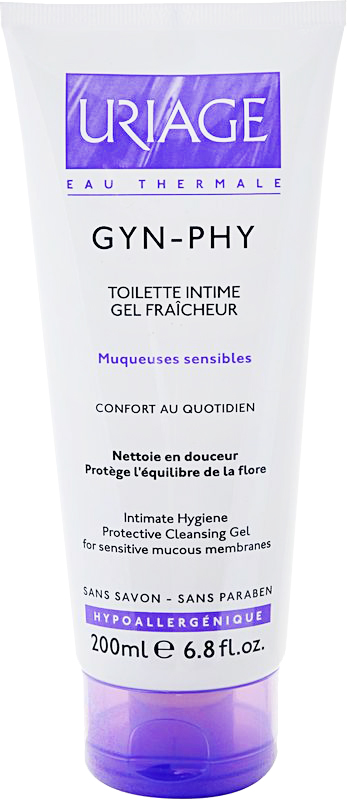 URIAGE
EAU THERMALE
GYN-PHY
TOILETTE INTIME
GEL FRAÎCHEUR
Muqueuses sensibles
CONFORT AU QUOTIDIEN
Nettoie en douceur
Protège l'équilibre de la flore
Intimate Hygiene
Protective Cleansing Gel
for sensitive mucous membranes
SANS SAVON - SANS PARABEN
HYPOALLERGÉNIQUE
200ml e 6.8 fl.oz.